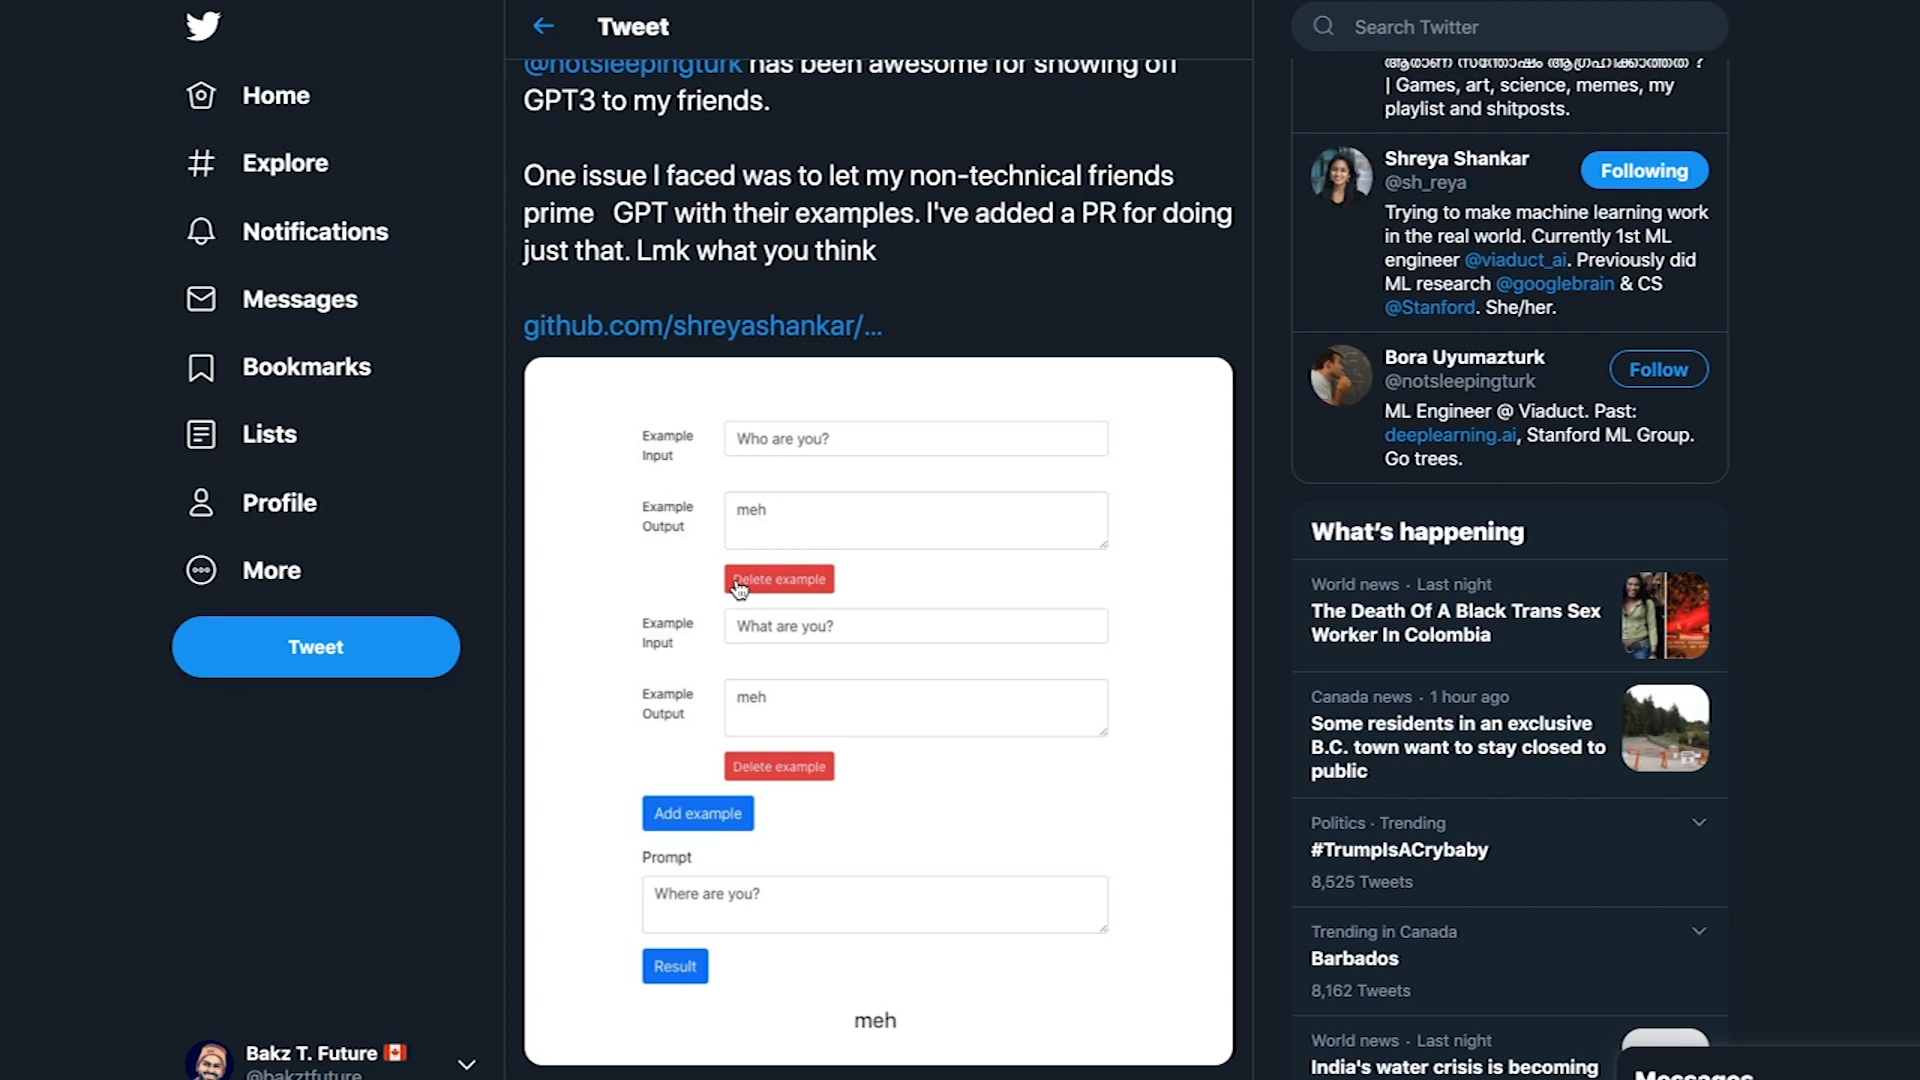 Home
Explore
Notifications
Messages
Bookmarks
Lists
Profile
More
Tweet
Bakz T. Future
@bakztfuture
Tweet
@notsleepingturk has been awesome for showing off
GPT3 to my friends.
One issue I faced was to let my non-technical friends
prime GPT with their examples. I've added a PR for doing
just that. Lmk what you think
github.com/shreyashankar/...
Example
Input
Who are you?
Example
Output
meh
Delete example
Example
Input
What are you?
Example
Output
meh
Delete example
Add example
Prompt
Where are you?
Result
meh
Search Twitter
| Games, art, science, memes, my
playlist and shitposts.
Shreya Shankar
@sh_reya
Following
Trying to make machine learning work
in the real world. Currently 1st ML
engineer @viaduct_ai. Previously did
ML research @googlebrain & CS
@Stanford. She/her.
Bora Uyumazturk
@notsleepingturk
Follow
ML Engineer @ Viaduct. Past:
deeplearning.ai, Stanford ML Group.
Go trees.
What's happening
World news · Last night
The Death Of A Black Trans Sex
Worker In Colombia
Canada news · 1 hour ago
Some residents in an exclusive
B.C. town want to stay closed to
public
Politics · Trending
#TrumpIsACrybaby
8,525 Tweets
Trending in Canada
Barbados
8,162 Tweets
World news · Last night
India's water crisis is becoming
Messages